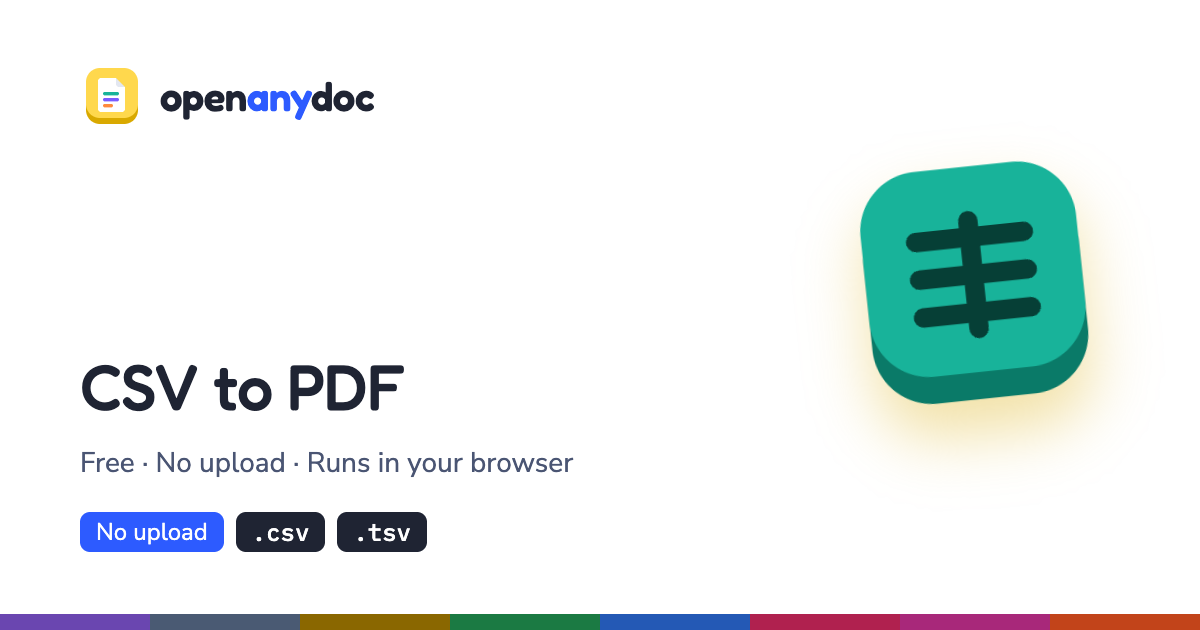 openanydoc
CSV to PDF
Free · No upload · Runs in your browser
No upload .csv .tsv